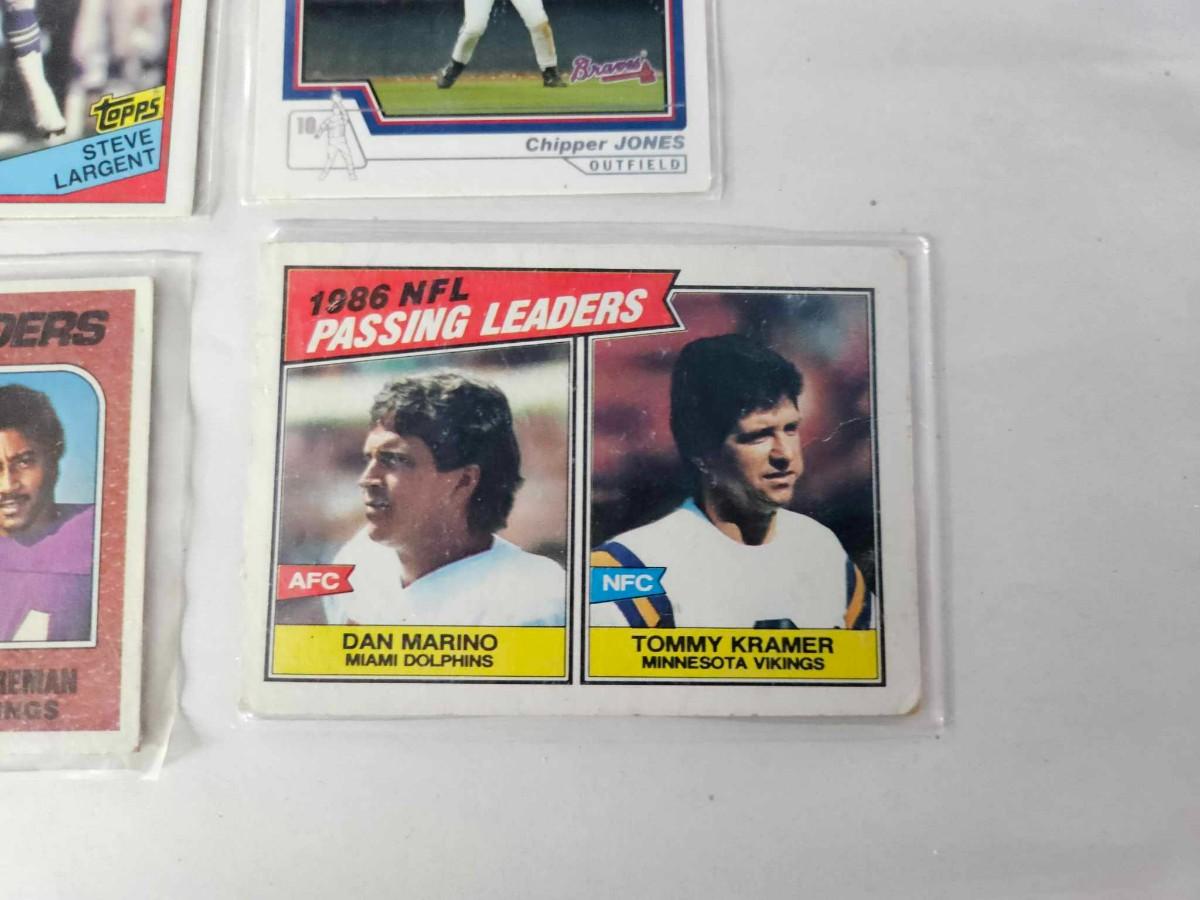 TOPPS
STEVE
LARGENT
Braves
10
Chipper JONES
OUTFIELD
DERS
REMAN
INGS
1986 NFL
PASSING LEADERS
AFC
NFC
DAN MARINO
MIAMI DOLPHINS
TOMMY KRAMER
MINNESOTA VIKINGS